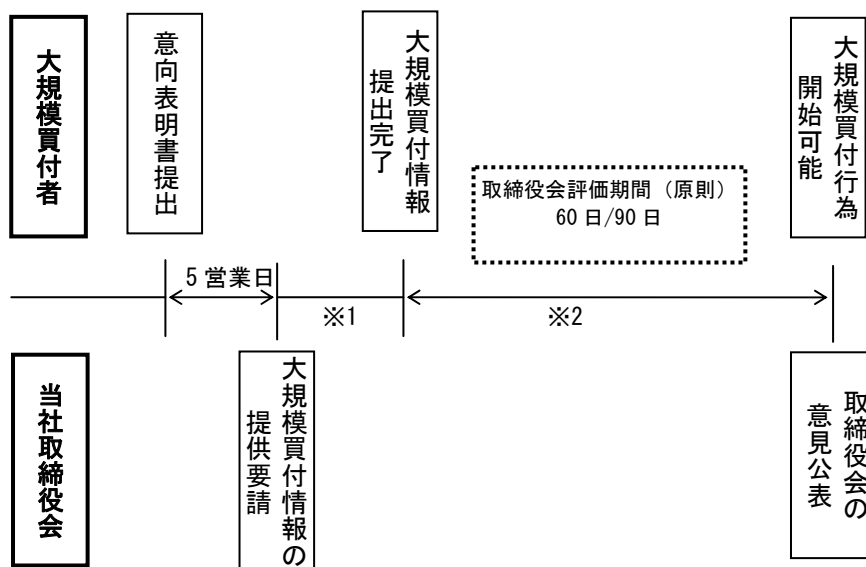 大規模買付者
意向表明書提出
大規模買付情報
提出完了
取締役会評価期間（原則）
60 日/90 日
大規模買付行為
開始可能
5 営業日
※1
※2
当社取締役会
大規模買付情報の
提供要請
取締役会の
意見公表